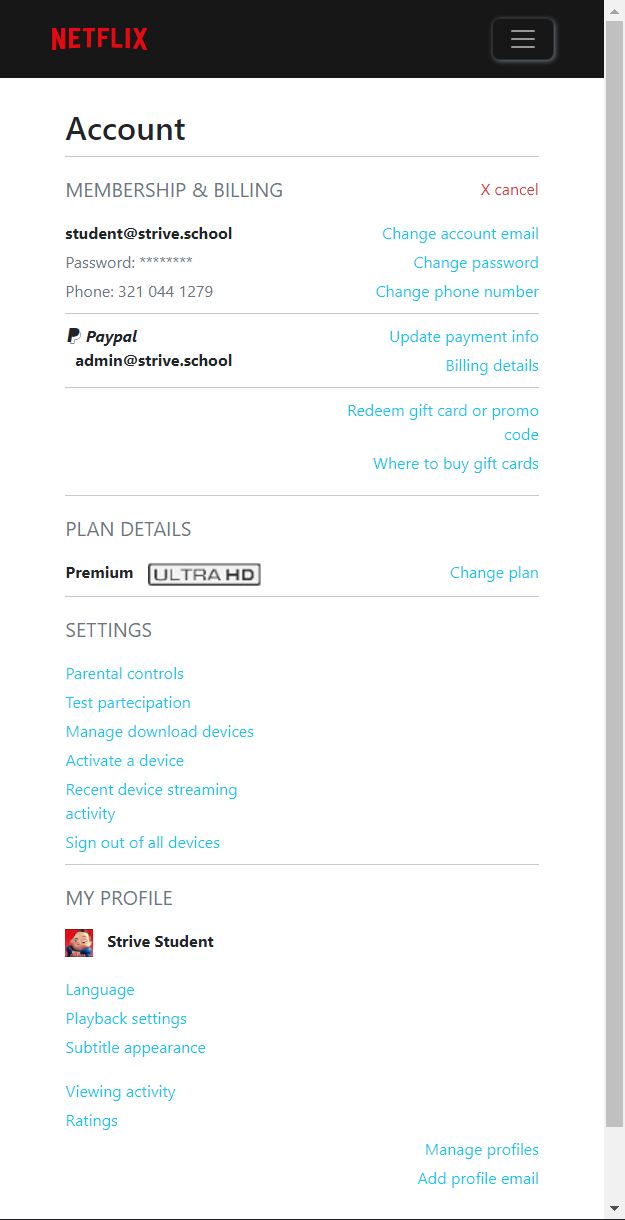 NETFLIX
Account
MEMBERSHIP & BILLING X cancel
student@strive.school Change account email
Password: ******** Change password
Phone: 321 044 1279 Change phone number
Paypal Update payment info
admin@strive.school Billing details
Redeem gift card or promo
code
Where to buy gift cards
PLAN DETAILS
Premium ULTRA HD Change plan
SETTINGS
Parental controls
Test partecipation
Manage download devices
Activate a device
Recent device streaming
activity
Sign out of all devices
MY PROFILE
Strive Student
Language
Playback settings
Subtitle appearance
Viewing activity
Ratings
Manage profiles
Add profile email